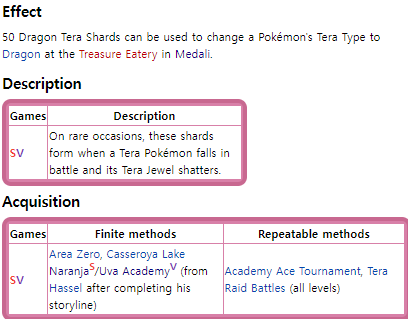 Effect
50 Dragon Tera Shards can be used to change a Pokémon's Tera Type to
Dragon at the Treasure Eatery in Medali.
Description
Games Description
SV On rare occasions, these shards
form when a Tera Pokémon falls in
battle and its Tera Jewel shatters.
Acquisition
Games Finite methods Repeatable methods
SV Area Zero, Casseroya Lake
NaranjaS/Uva AcademyV (from
Hassel after completing his
storyline)
Academy Ace Tournament, Tera
Raid Battles (all levels)